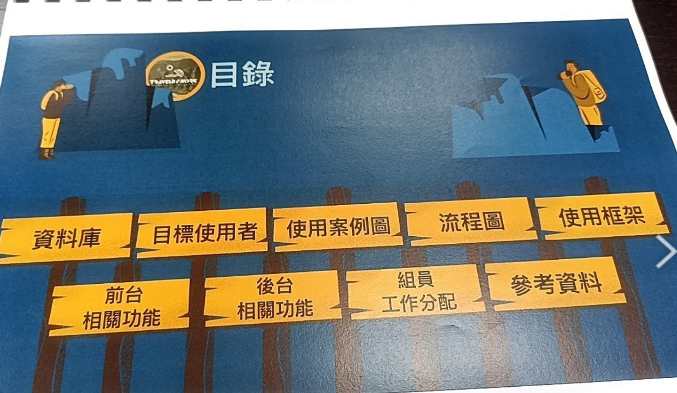 目錄
資料庫
目標使用者
使用案例圖
流程圖
使用框架
前台
相關功能
後台
相關功能
組員
工作分配
參考資料